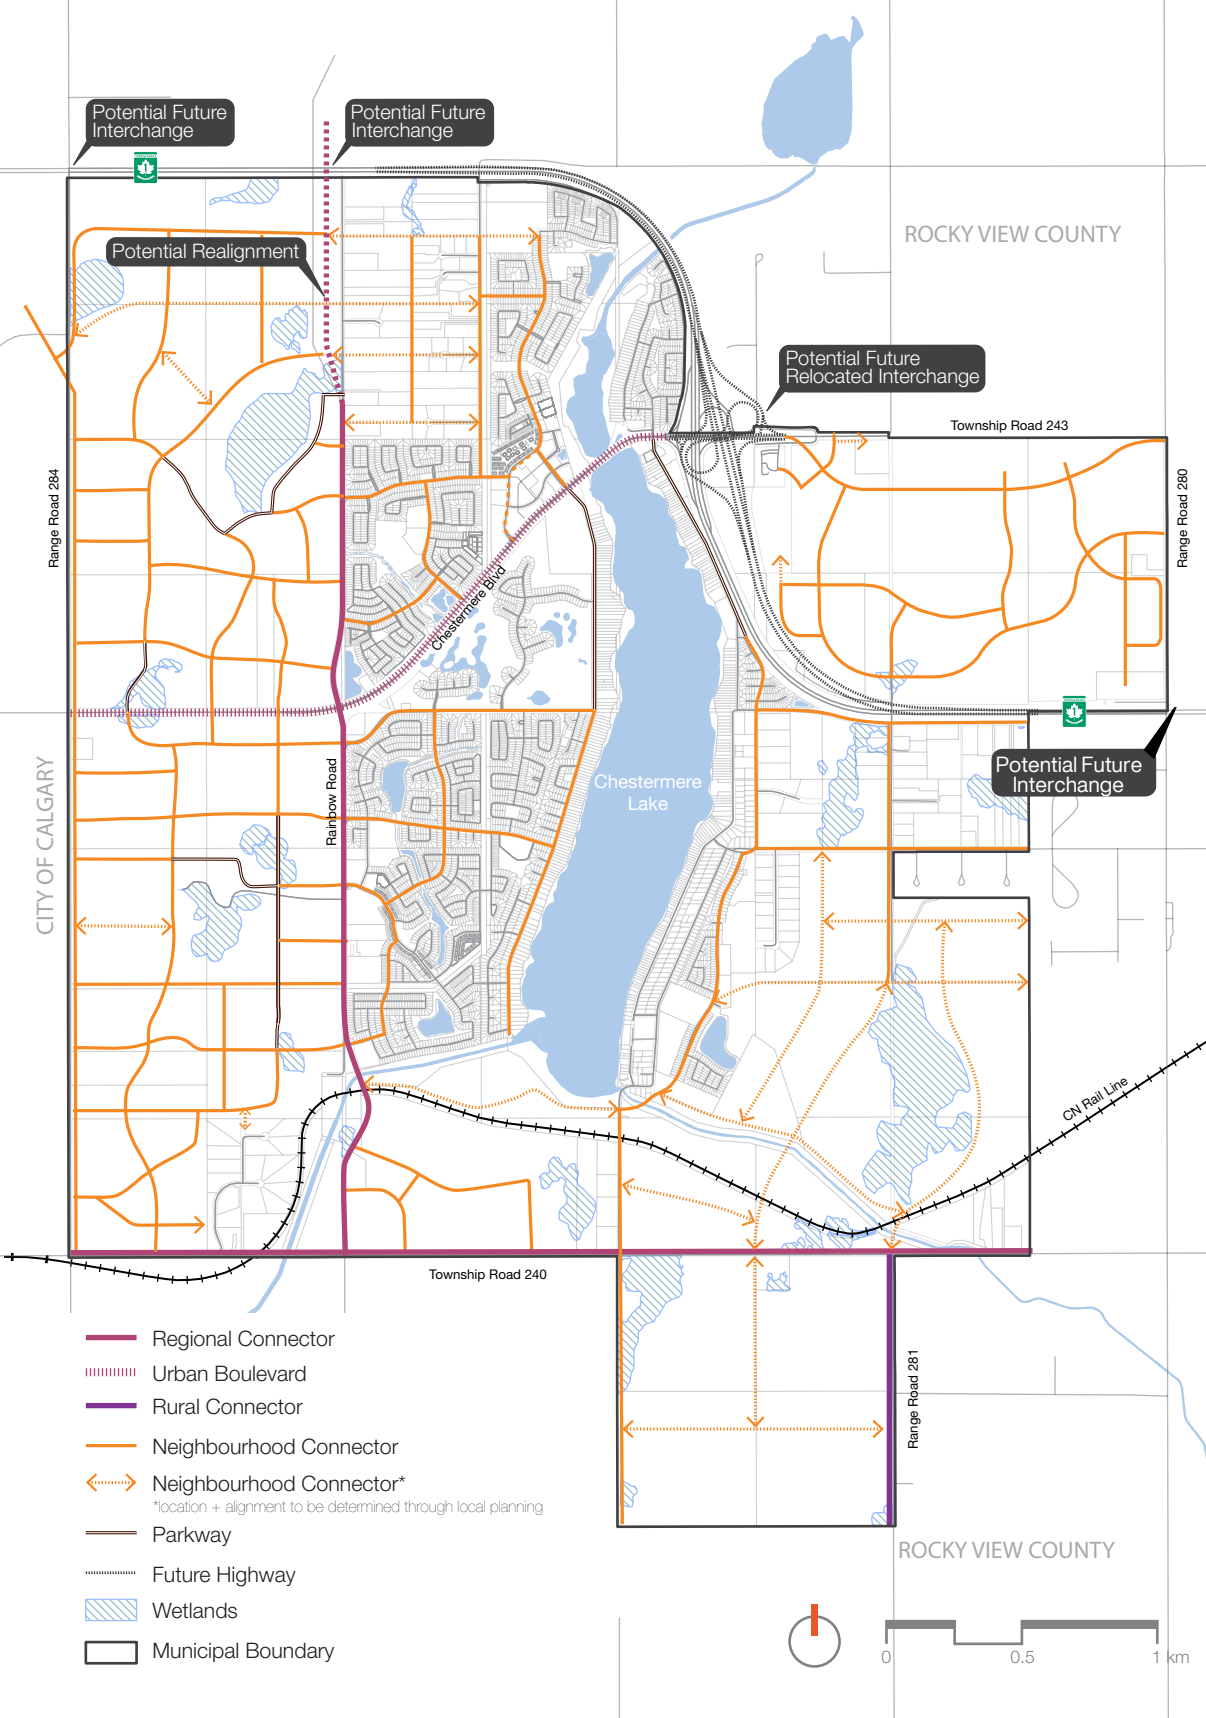 Potential Future
Interchange
Potential Future
Interchange
1
ROCKY VIEW COUNTY
Potential Realignment
Potential Future
Relocated Interchange
Township Road 243
Range Road 284
Range Road 280
Chestermere Blvd
1
Potential Future
Interchange
CITY OF CALGARY
Rainbow Road
Chestermere
Lake
CN Rail Line
Township Road 240
Range Road 281
Regional Connector
Urban Boulevard
Rural Connector
Neighbourhood Connector
Neighbourhood Connector*
*location + alignment to be determined through local planning
Parkway
Future Highway
Wetlands
Municipal Boundary
ROCKY VIEW COUNTY
0 0.5 1 km